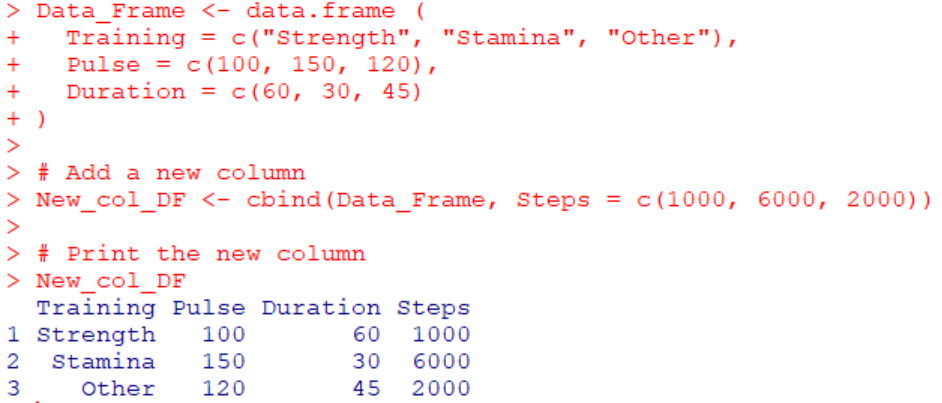 > Data_Frame <- data.frame (
+   Training = c("Strength", "Stamina", "Other"),
+   Pulse = c(100, 150, 120),
+   Duration = c(60, 30, 45)
+ )
>
> # Add a new column
> New_col_DF <- cbind(Data_Frame, Steps = c(1000, 6000, 2000))
>
> # Print the new column
> New_col_DF
  Training Pulse Duration Steps
1 Strength   100       60  1000
2  Stamina   150       30  6000
3    Other   120       45  2000